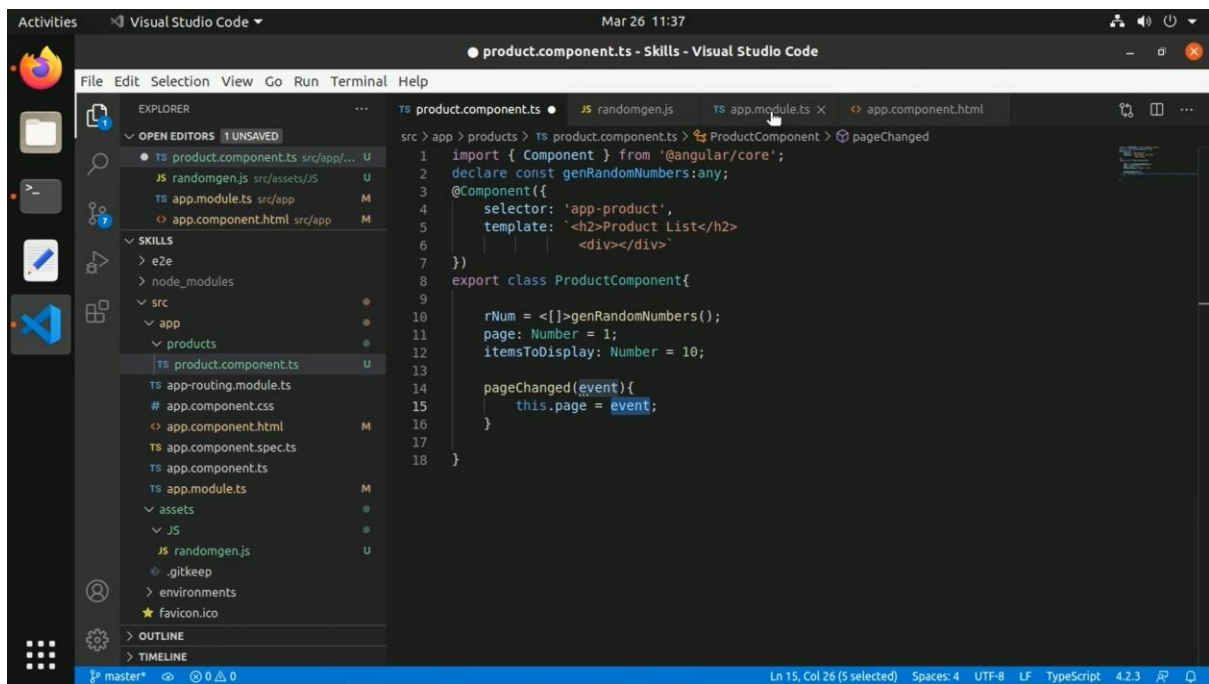 Activities
Visual Studio Code
Mar 26 11:37
product.component.ts - Skills - Visual Studio Code
File Edit Selection View Go Run Terminal Help
EXPLORER
OPEN EDITORS 1 UNSAVED
TS product.component.ts src/app/... U
JS randomgen.js src/assets/JS U
TS app.module.ts src/app M
<> app.component.html src/app M
SKILLS
> e2e
> node_modules
src
app
products
TS product.component.ts U
TS app-routing.module.ts
# app.component.css
<> app.component.html M
TS app.component.spec.ts
TS app.component.ts
TS app.module.ts M
assets
JS
JS randomgen.js U
.gitkeep
> environments
favicon.ico
> OUTLINE
> TIMELINE
TS product.component.ts ● JS randomgen.js TS app.module.ts × <> app.component.html
src > app > products > TS product.component.ts > ProductComponent > pageChanged
1 import { Component } from '@angular/core';
2 declare const genRandomNumbers:any;
3 @Component({
4 selector: 'app-product',
5 template: `<h2>Product List</h2>
6 <div></div>`
7 })
8 export class ProductComponent{
9
10 rNum = <[]>genRandomNumbers();
11 page: Number = 1;
12 itemsToDisplay: Number = 10;
13
14 pageChanged(event){
15 this.page = event;
16 }
17
18 }
1
7
master* 0 0
Ln 15, Col 26 (5 selected) Spaces: 4 UTF-8 LF TypeScript 4.2.3